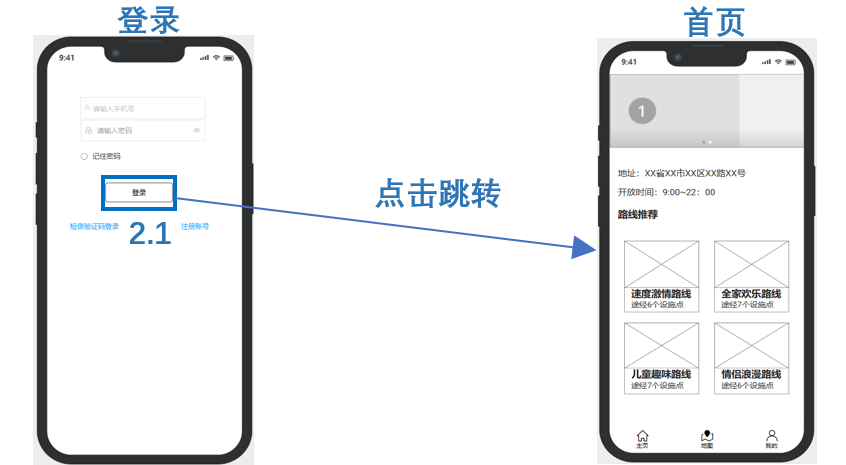 登录
9:41
请输入手机号
请输入密码
记住密码
登录
短信验证码登录
2.1
注册账号
点击跳转
首页
9:41
1
地址：XX省XX市XX区XX路XX号
开放时间：9:00~22：00
路线推荐
速度激情路线
途经6个设施点
全家欢乐路线
途经7个设施点
儿童趣味路线
途经7个设施点
情侣浪漫路线
途经6个设施点
主页
地图
我的